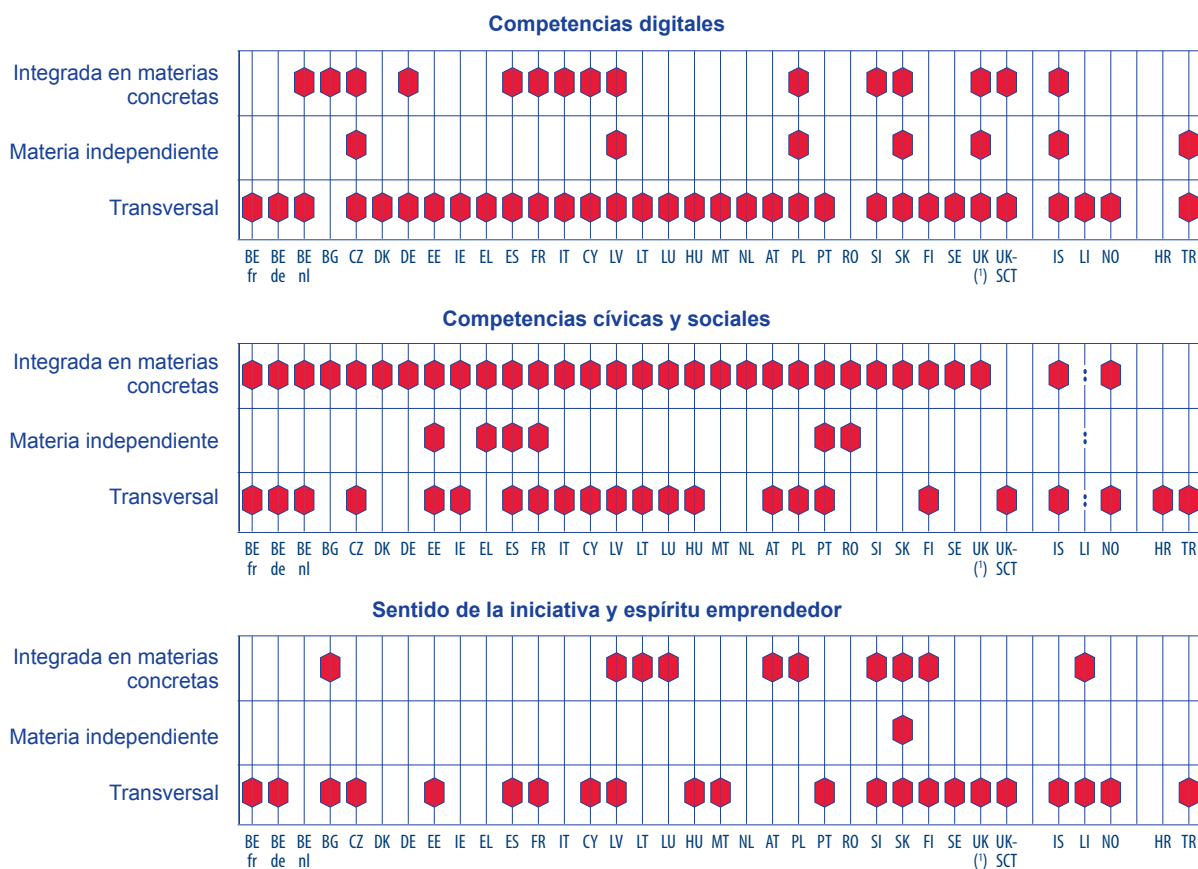 Competencias digitales
Integrada en materias
concretas
Materia independiente
Transversal
BE BE BE BG CZ DK DE EE IE EL ES FR IT CY LV LT LU HU MT NL AT PL PT RO SI SK FI SE UK UK- IS LI NO HR TR
fr de nl (¹) SCT
Competencias cívicas y sociales
Integrada en materias
concretas
Materia independiente
Transversal
BE BE BE BG CZ DK DE EE IE EL ES FR IT CY LV LT LU HU MT NL AT PL PT RO SI SK FI SE UK UK- IS LI NO HR TR
fr de nl (¹) SCT
Sentido de la iniciativa y espíritu emprendedor
Integrada en materias
concretas
Materia independiente
Transversal
BE BE BE BG CZ DK DE EE IE EL ES FR IT CY LV LT LU HU MT NL AT PL PT RO SI SK FI SE UK UK- IS LI NO HR TR
fr de nl (¹) SCT